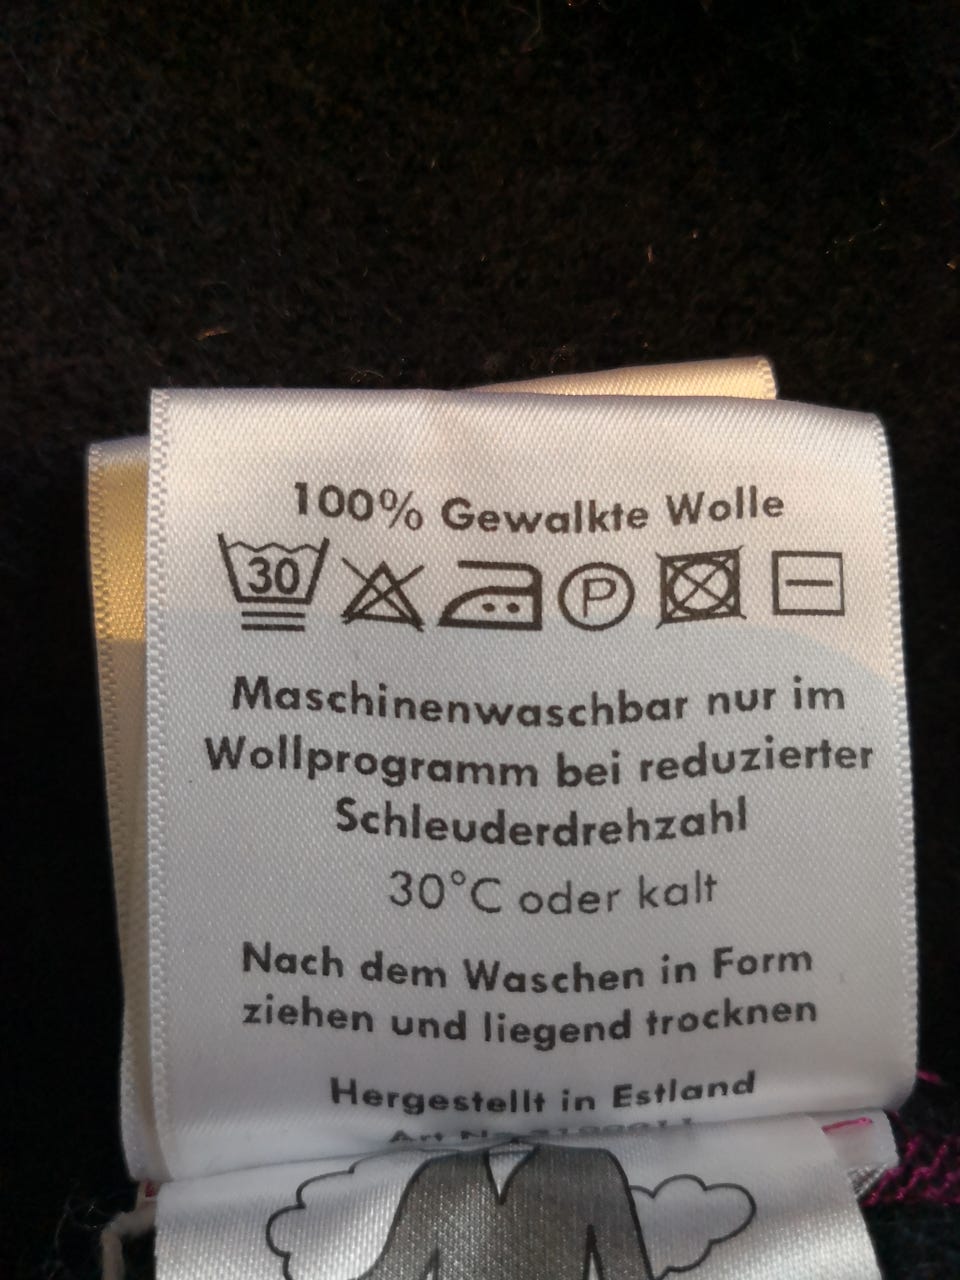 100% Gewalkte Wolle
30 P
Maschinenwaschbar nur im
Wollprogramm bei reduzierter
Schleuderdrehzahl
30°C oder kalt
Nach dem Waschen in Form
ziehen und liegend trocknen
Hergestellt in Estland
Art